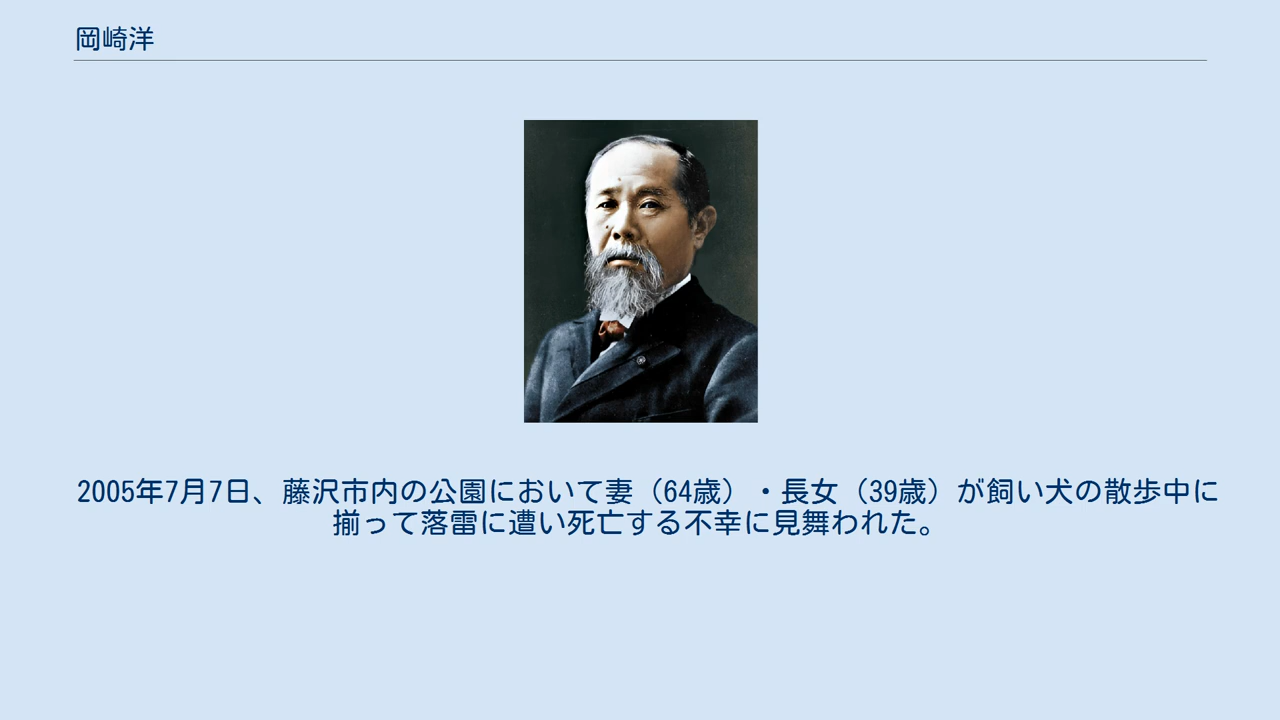 岡崎洋
2005年7月7日、藤沢市内の公園において妻（64歳）・長女（39歳）が飼い犬の散歩中に
揃って落雷に遭い死亡する不幸に見舞われた。